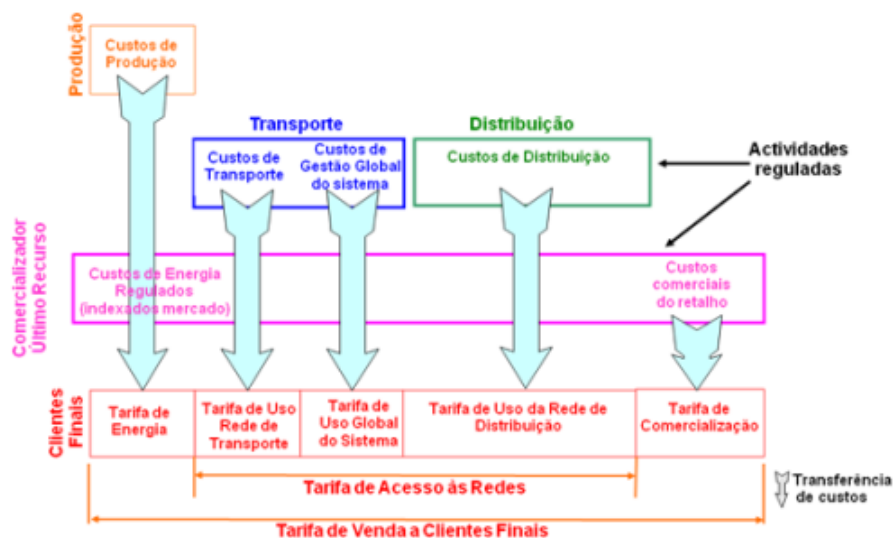 Produção
Custos de
Produção
Transporte
Custos de
Transporte
Custos de
Gestão Global
do sistema
Distribuição
Custos de Distribuição
Actividades
reguladas
Comercializador
Último Recurso
Custos de Energia
Regulados
(indexados mercado)
Custos
comerciais
do retalho
Clientes
Finais
Tarifa de
Energia
Tarifa de Uso
Rede de
Transporte
Tarifa de
Uso Global
do Sistema
Tarifa de Uso da Rede de
Distribuição
Tarifa de
Comercialização
Tarifa de Acesso às Redes
Tarifa de Venda a Clientes Finais
Transferência
de custos